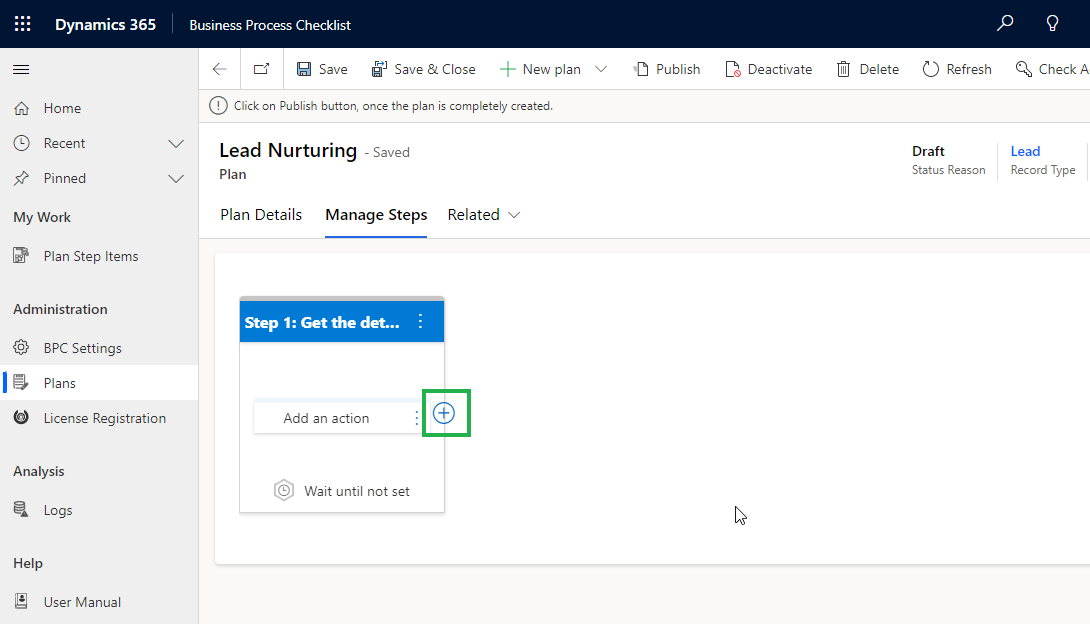 Dynamics 365 Business Process Checklist
Save Save & Close New plan Publish Deactivate Delete Refresh Check A
Click on Publish button, once the plan is completely created.
Home
Recent
Pinned
My Work
Plan Step Items
Administration
BPC Settings
Plans
License Registration
Analysis
Logs
Help
User Manual
Lead Nurturing - Saved
Plan
Draft
Status Reason
Lead
Record Type
Plan Details Manage Steps Related
Step 1: Get the det...
Add an action
Wait until not set